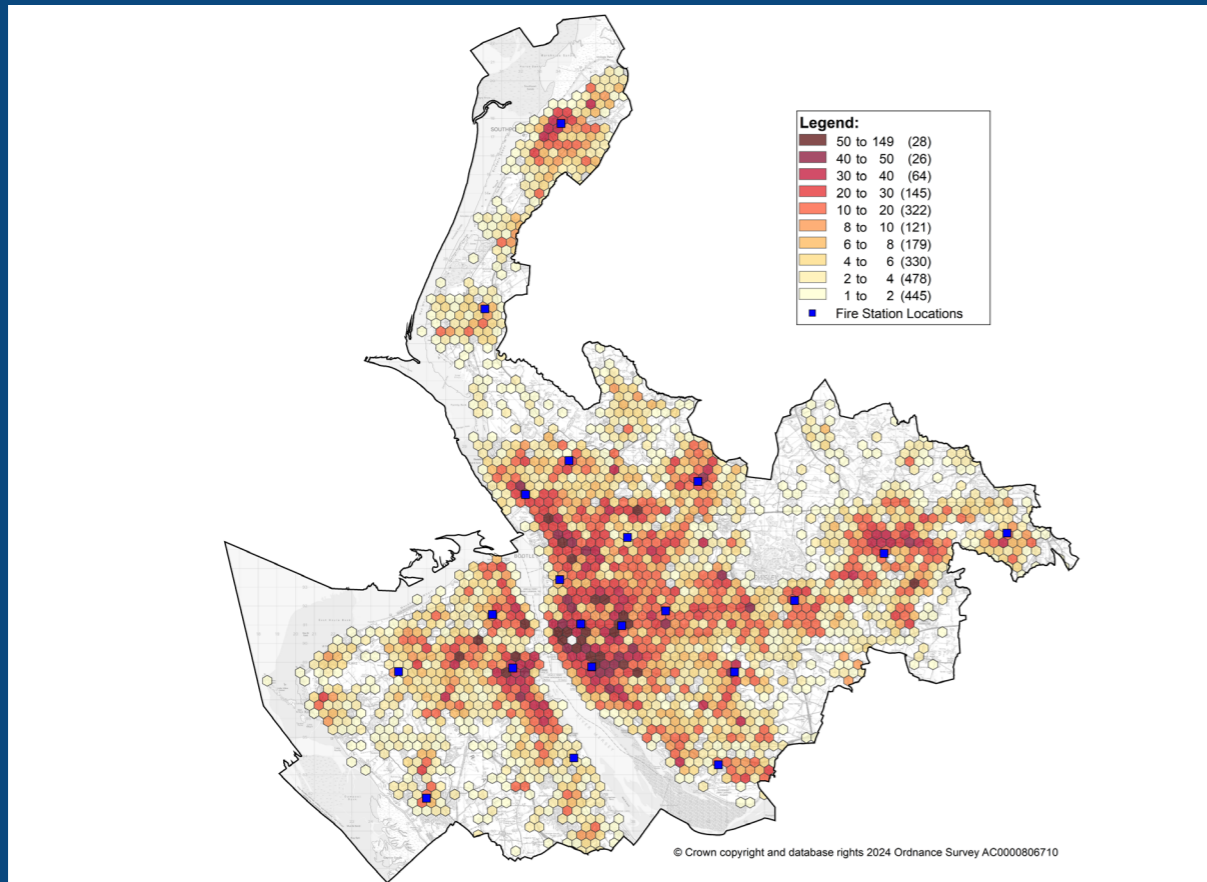 SOUTHPO
Legend:
50 to 149 (28)
40 to 50 (26)
30 to 40 (64)
20 to 30 (145)
10 to 20 (322)
8 to 10 (121)
6 to 8 (179)
4 to 6 (330)
2 to 4 (478)
1 to 2 (445)
Fire Station Locations
BOOTLE
© Crown copyright and database rights 2024 Ordnance Survey AC0000806710